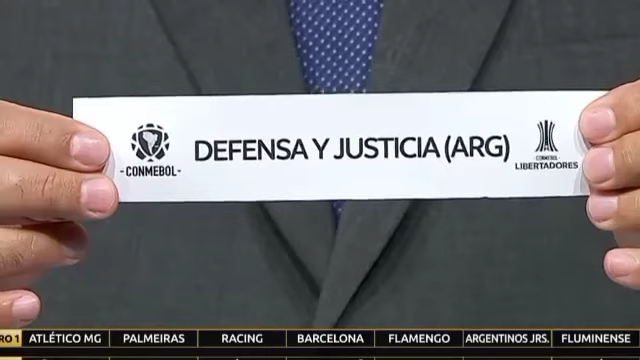 -CONMEBOL-
DEFENSA Y JUSTICIA (ARG)
CONMEBOL
LIBERTADORES
RO 1 ATLÉTICO MG PALMEIRAS RACING BARCELONA FLAMENGO ARGENTINOS JRS. FLUMINENSE